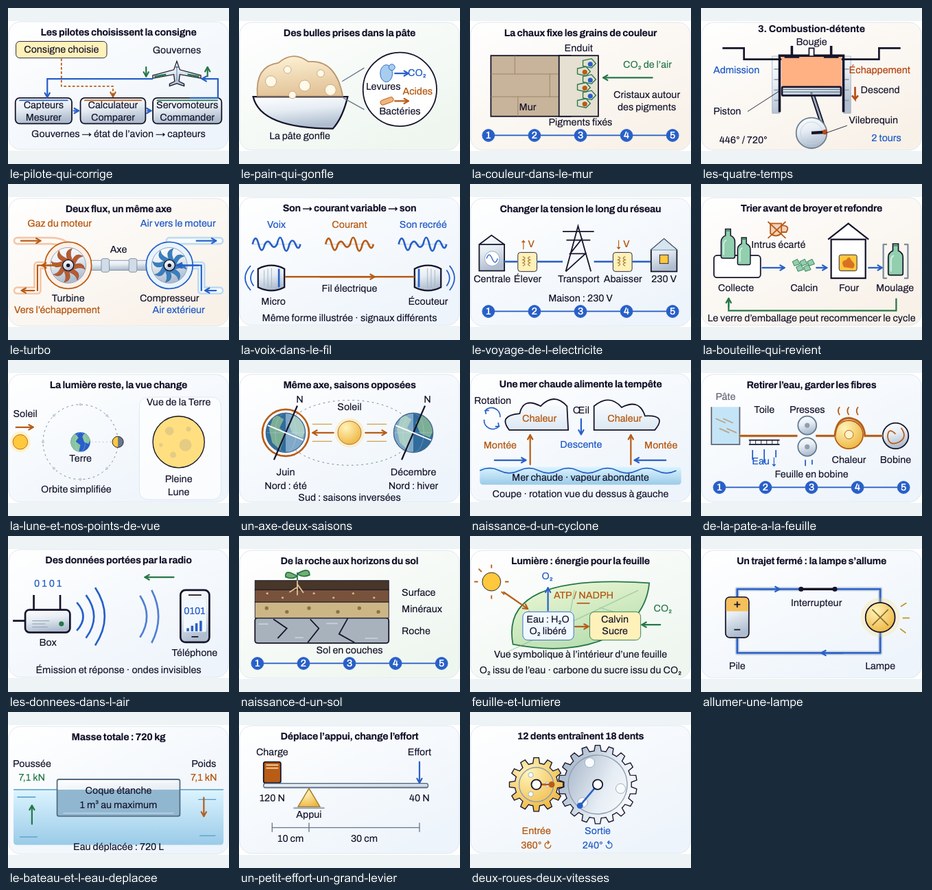 Les pilotes choisissent la consigne
Consigne choisie
Gouvernes
Capteurs
Mesurer
Calculateur
Comparer
Servomoteurs
Commander
Gouvernes → état de l'avion → capteurs
le-pilote-qui-corrige
Des bulles prises dans la pâte
CO₂
Levures
Acides
Bactéries
La pâte gonfle
le-pain-qui-gonfle
La chaux fixe les grains de couleur
Enduit
CO₂ de l'air
Cristaux autour
des pigments
Mur
Pigments fixés
1 2 3 4 5
la-couleur-dans-le-mur
3. Combustion-détente
Bougie
Admission
Échappement
Descend
Piston
Vilebrequin
446° / 720°
2 tours
les-quatre-temps
Deux flux, un même axe
Gaz du moteur
Air vers le moteur
Axe
Turbine
Compresseur
Vers l'échappement
Air extérieur
le-turbo
Son → courant variable → son
Voix
Courant
Son recréé
Fil électrique
Micro
Écouteur
Même forme illustrée · signaux différents
la-voix-dans-le-fil
Changer la tension le long du réseau
↑ V
↓ V
Centrale
Élever
Transport
Abaisser
230 V
Maison : 230 V
1 2 3 4 5
le-voyage-de-l-electricite
Trier avant de broyer et refondre
Intrus écarté
Collecte
Calcin
Four
Moulage
Le verre d'emballage peut recommencer le cycle
la-bouteille-qui-revient
La lumière reste, la vue change
Soleil
Vue de la Terre
Terre
Orbite simplifiée
Pleine
Lune
la-lune-et-nos-points-de-vue
Même axe, saisons opposées
N
Soleil
N
Juin
Décembre
Nord : été
Nord : hiver
Sud : saisons inversées
un-axe-deux-saisons
Une mer chaude alimente la tempête
Rotation
Œil
Chaleur
Chaleur
Montée
Descente
Montée
Mer chaude · vapeur abondante
Coupe · rotation vue du dessus à gauche
naissance-d-un-cyclone
Retirer l'eau, garder les fibres
Pâte
Toile
Presses
Eau
Chaleur
Bobine
Feuille en bobine
1 2 3 4 5
de-la-pate-a-la-feuille
Des données portées par la radio
0 1 0 1
0101
Box
Téléphone
Émission et réponse · ondes invisibles
les-donnees-dans-l-air
De la roche aux horizons du sol
Surface
Minéraux
Roche
Sol en couches
1 2 3 4 5
naissance-d-un-sol
Lumière : énergie pour la feuille
O₂
ATP / NADPH
CO₂
Eau : H₂O
O₂ libéré
Calvin
Sucre
Vue symbolique à l'intérieur d'une feuille
O₂ issu de l'eau · carbone du sucre issu du CO₂
feuille-et-lumiere
Un trajet fermé : la lampe s'allume
Interrupteur
+
−
Pile
Lampe
allumer-une-lampe
Masse totale : 720 kg
Poussée
7,1 kN
Poids
7,1 kN
Coque étanche
1 m³ au maximum
Eau déplacée : 720 L
le-bateau-et-l-eau-deplacee
Déplace l'appui, change l'effort
Charge
Effort
120 N
40 N
Appui
10 cm
30 cm
un-petit-effort-un-grand-levier
12 dents entraînent 18 dents
Entrée
360° ↻
Sortie
240° ↺
deux-roues-deux-vitesses